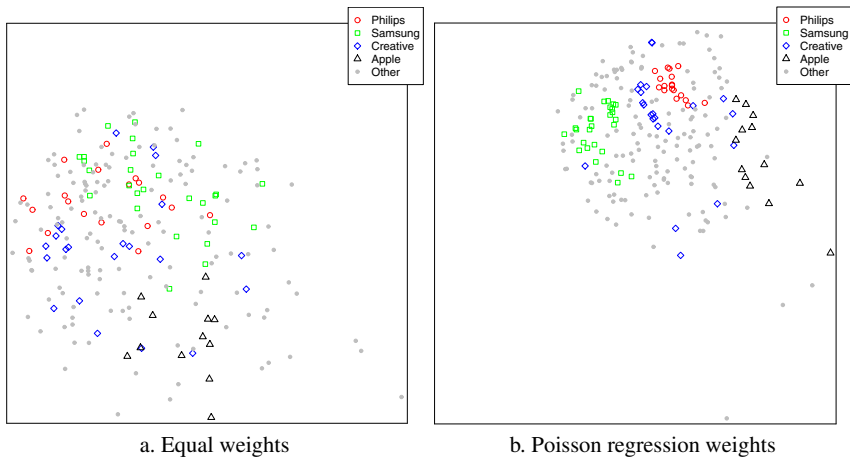 Philips
Samsung
Creative
Apple
Other
Philips
Samsung
Creative
Apple
Other
a. Equal weights
b. Poisson regression weights